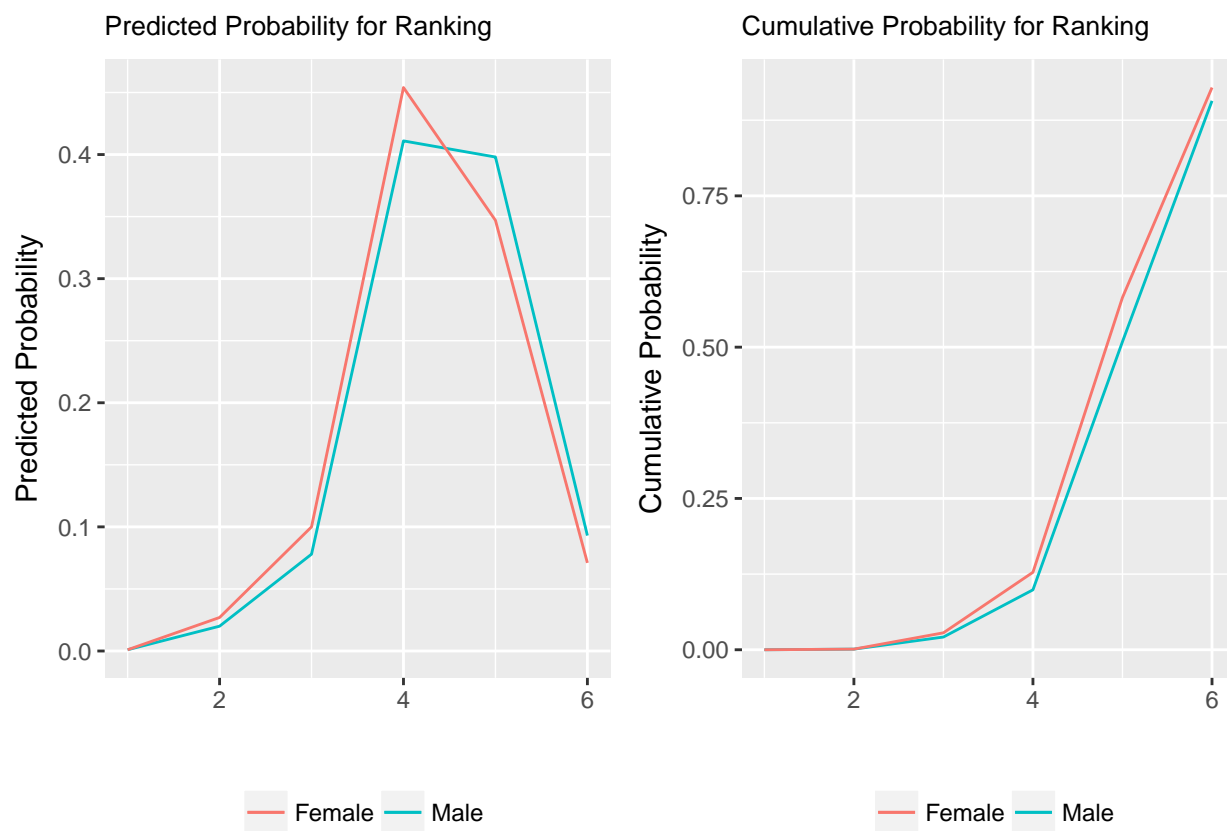 Predicted Probability for Ranking
Predicted Probability
0.4
0.3
0.2
0.1
0.0
2
4
6
Female
Male
Cumulative Probability for Ranking
Cumulative Probability
0.75
0.50
0.25
0.00
2
4
6
Female
Male